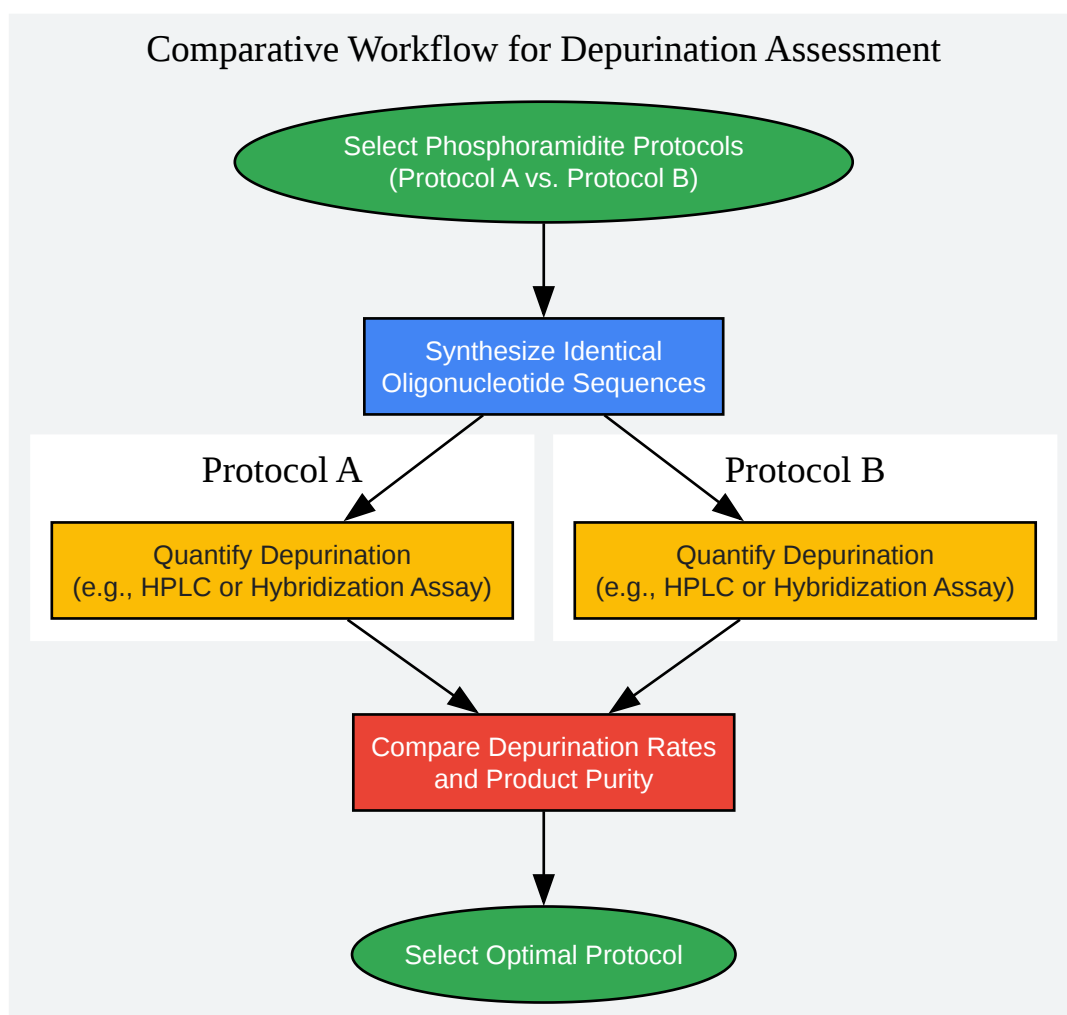 Comparative Workflow for Depurination Assessment
Select Phosphoramidite Protocols
(Protocol A vs. Protocol B)
Synthesize Identical
Oligonucleotide Sequences
Protocol A
Quantify Depurination
(e.g., HPLC or Hybridization Assay)
Protocol B
Quantify Depurination
(e.g., HPLC or Hybridization Assay)
Compare Depurination Rates
and Product Purity
Select Optimal Protocol